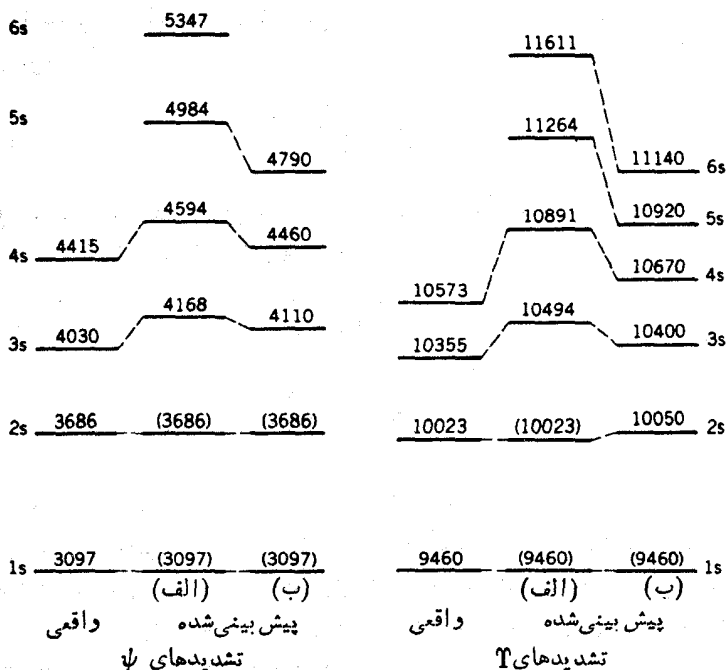 6s
5347
5s
4984
4790
4s
4415
4594
4460
3s
4030
4168
4110
2s
3686 (3686) (3686)
1s
3097 (3097) (3097)
(الف) (ب)
واقعی پیش بینی‌شده
تشدیدهای ψ
11611
11140
6s
11264
10920
5s
10891
10670
4s
10573
10494
10400
3s
10355
10023 (10023) 10050
2s
9460 (9460) (9460)
1s
(الف) (ب)
واقعی پیش بینی‌شده
تشدیدهای Υ